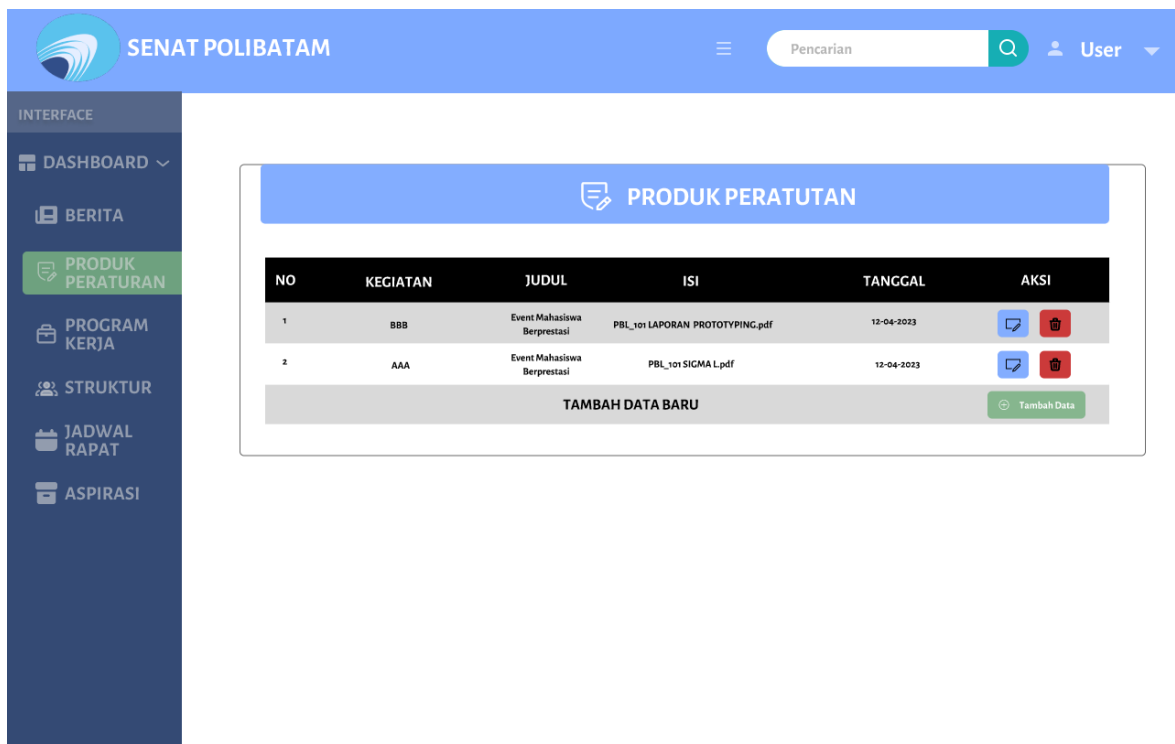 SENAT POLIBATAM
Pencarian
User
INTERFACE
DASHBOARD
BERITA
PRODUK
PERATURAN
PROGRAM
KERJA
STRUKTUR
JADWAL
RAPAT
ASPIRASI
PRODUK PERATUTAN
NO KEGIATAN JUDUL ISI TANGGAL AKSI
1 BBB Event Mahasiswa Berprestasi PBL_101 LAPORAN PROTOTYPING.pdf 12-04-2023
2 AAA Event Mahasiswa Berprestasi PBL_101 SIGMA L.pdf 12-04-2023
TAMBAH DATA BARU Tambah Data